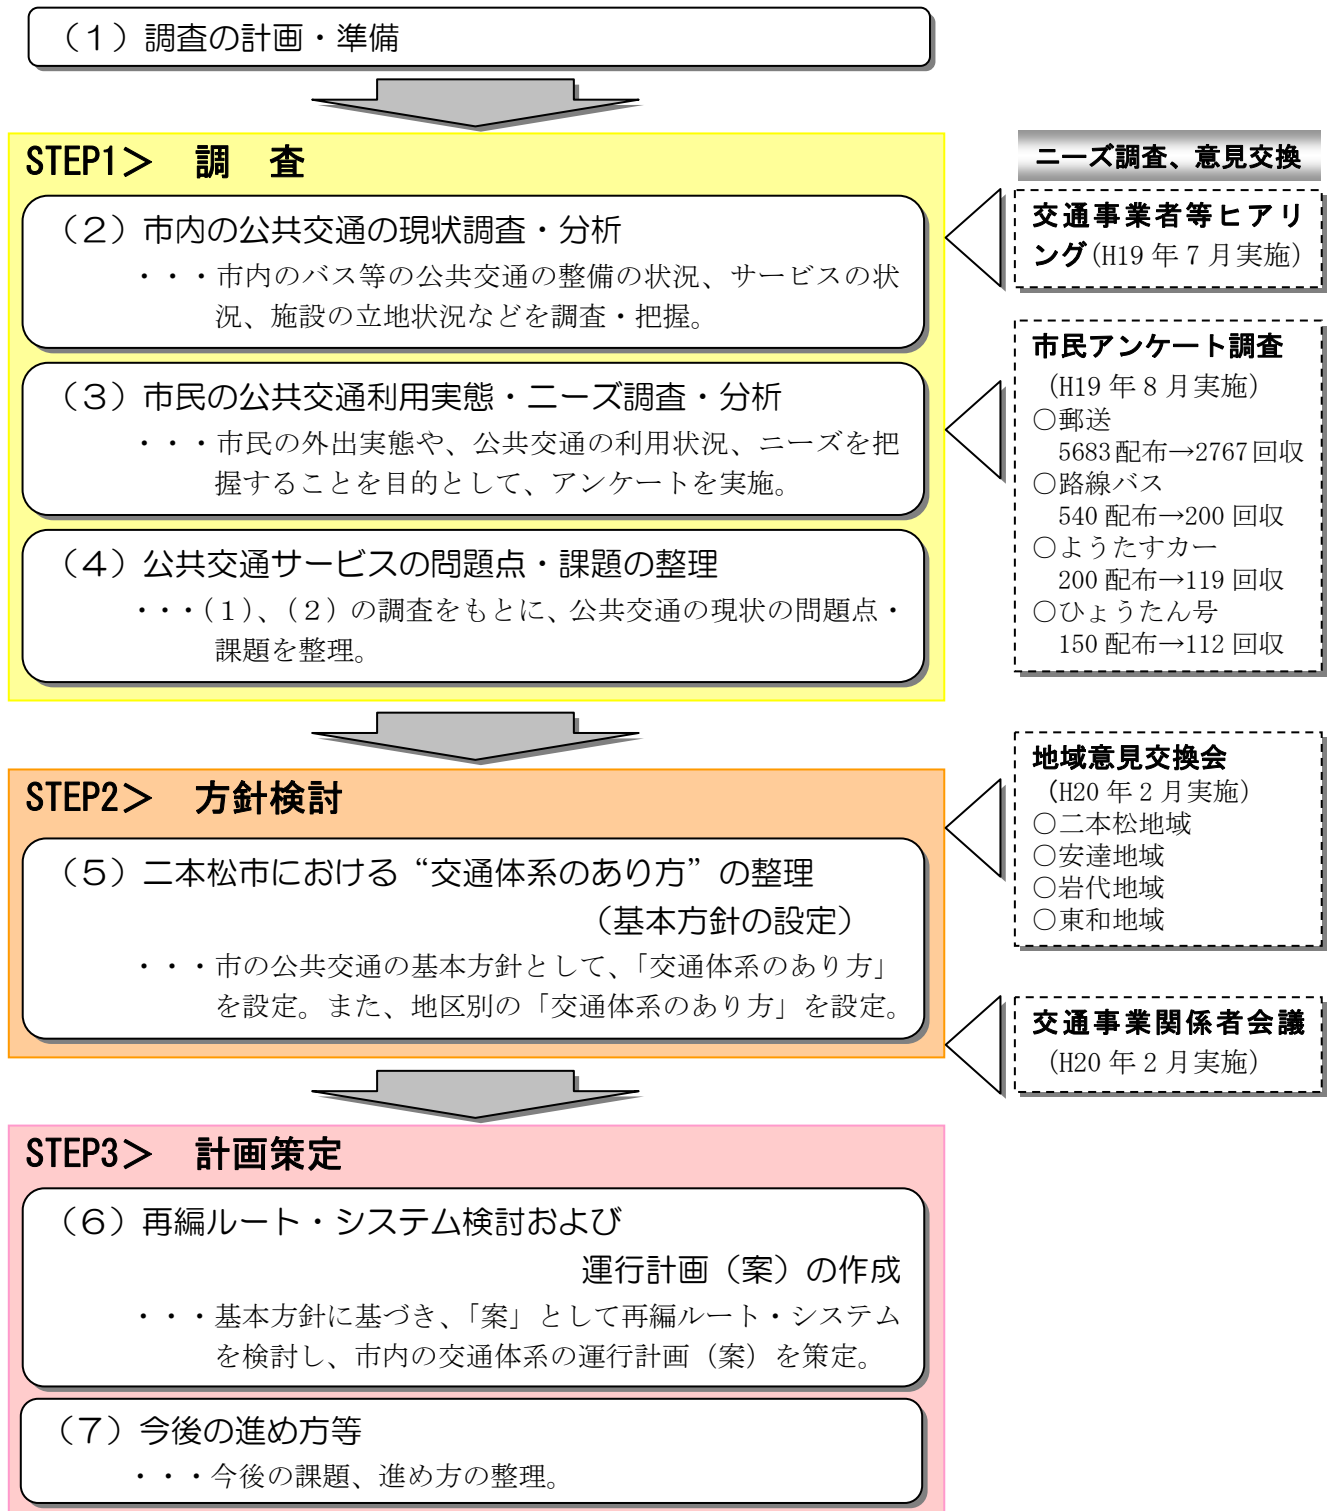 （１）調査の計画・準備
STEP1＞　調　査
（２）市内の公共交通の現状調査・分析
・・・市内のバス等の公共交通の整備の状況、サービスの状
況、施設の立地状況などを調査・把握。
（３）市民の公共交通利用実態・ニーズ調査・分析
・・・市民の外出実態や、公共交通の利用状況、ニーズを把
握することを目的として、アンケートを実施。
（４）公共交通サービスの問題点・課題の整理
・・・（１）、（２）の調査をもとに、公共交通の現状の問題点・
課題を整理。
ニーズ調査、意見交換
交通事業者等ヒアリ
ング（H19 年 7 月実施）
市民アンケート調査
（H19 年 8 月実施）
○郵送
5683 配布→2767 回収
○路線バス
540 配布→200 回収
○ようたすカー
200 配布→119 回収
○ひょうたん号
150 配布→112 回収
STEP2＞　方針検討
（５）二本松市における“交通体系のあり方”の整理
（基本方針の設定）
・・・市の公共交通の基本方針として、「交通体系のあり方」
を設定。また、地区別の「交通体系のあり方」を設定。
地域意見交換会
（H20 年 2 月実施）
○二本松地域
○安達地域
○岩代地域
○東和地域
交通事業関係者会議
（H20 年 2 月実施）
STEP3＞　計画策定
（６）再編ルート・システム検討および
運行計画（案）の作成
・・・基本方針に基づき、「案」として再編ルート・システム
を検討し、市内の交通体系の運行計画（案）を策定。
（７）今後の進め方等
・・・今後の課題、進め方の整理。